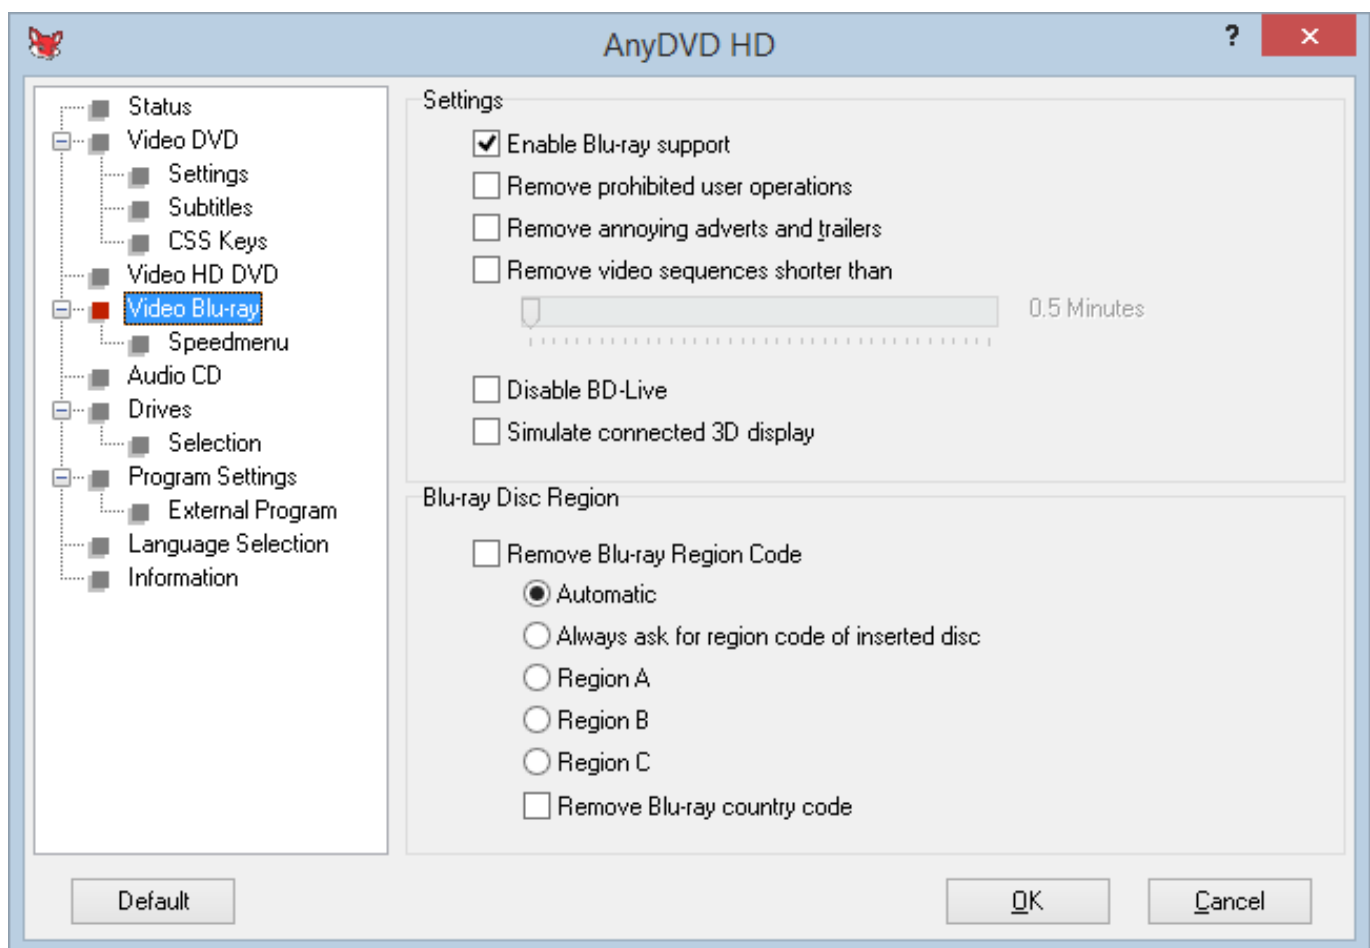 AnyDVD HD
?
Status
Video DVD
Settings
Subtitles
CSS Keys
Video HD DVD
Video Blu-ray
Speedmenu
Audio CD
Drives
Selection
Program Settings
External Program
Language Selection
Information
Settings
Enable Blu-ray support
Remove prohibited user operations
Remove annoying adverts and trailers
Remove video sequences shorter than
0.5 Minutes
Disable BD-Live
Simulate connected 3D display
Blu-ray Disc Region
Remove Blu-ray Region Code
Automatic
Always ask for region code of inserted disc
Region A
Region B
Region C
Remove Blu-ray country code
Default
OK
Cancel